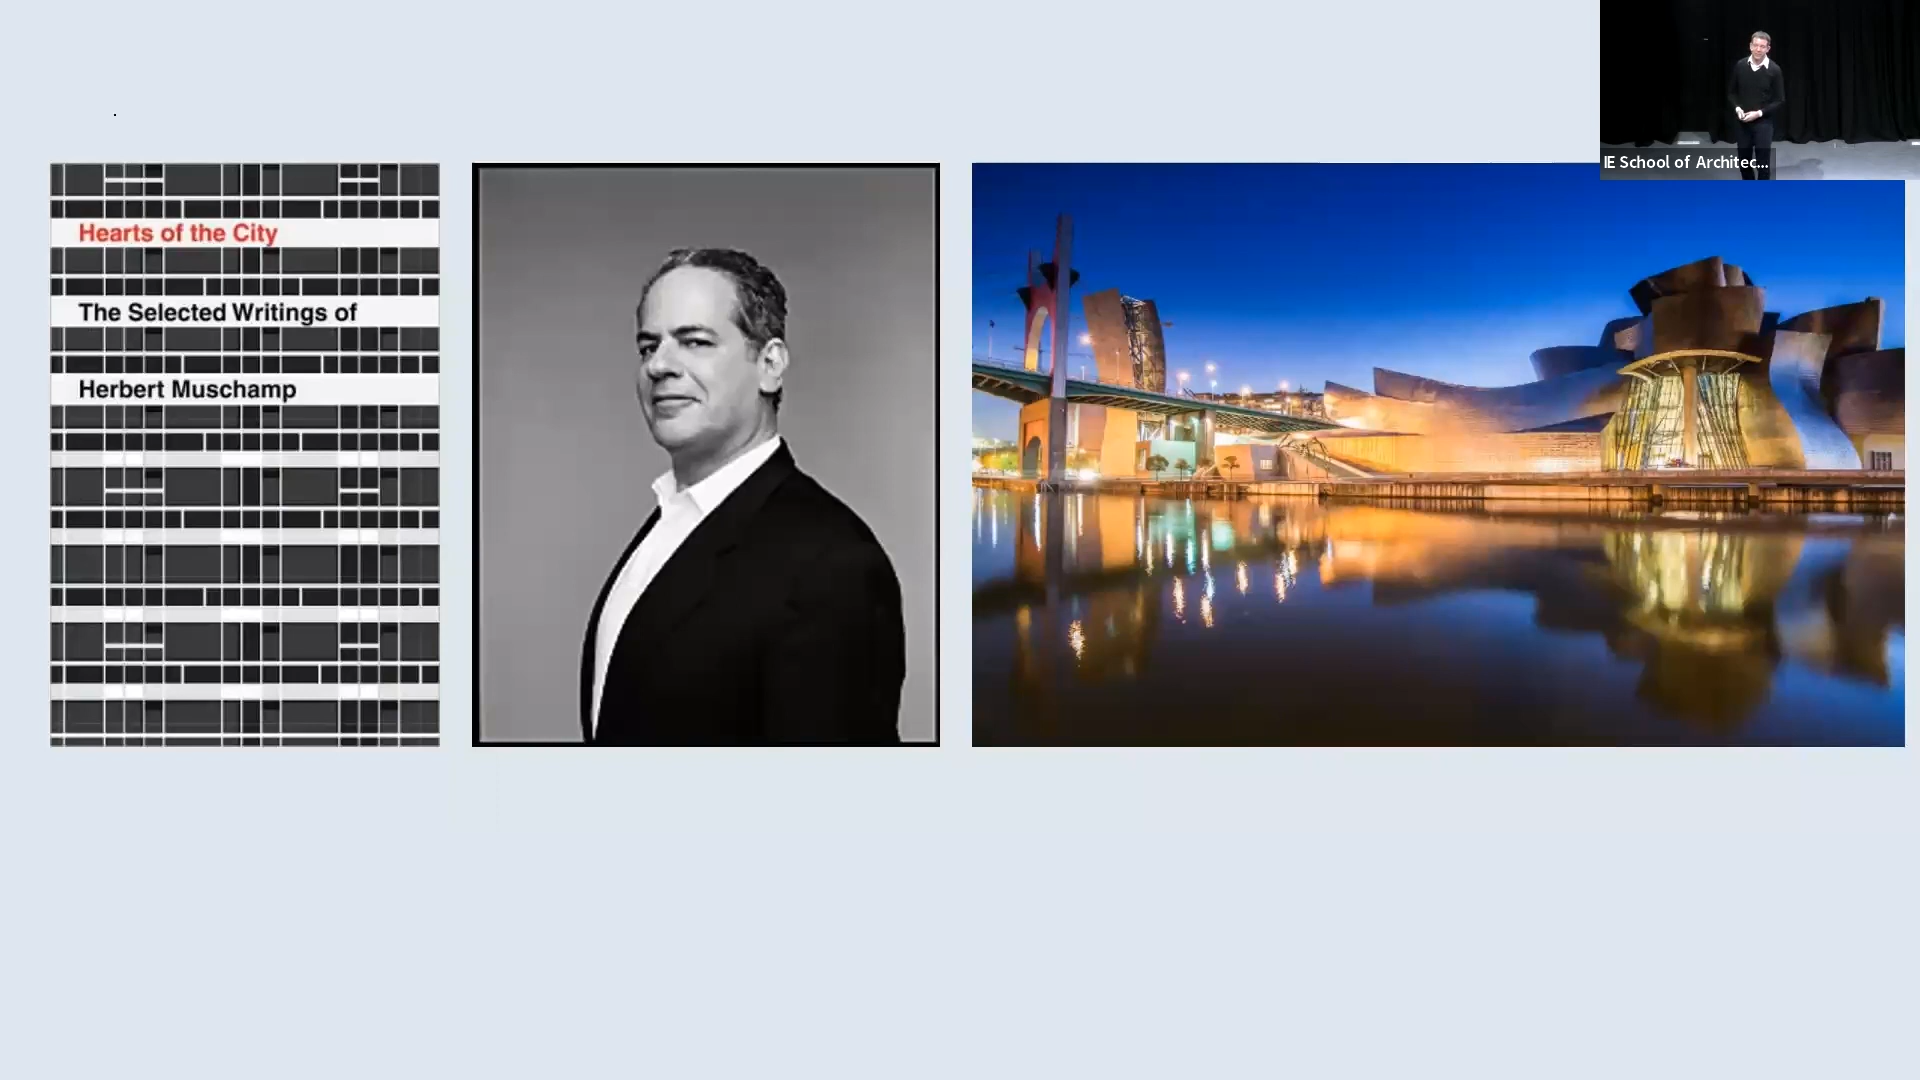 Hearts of the City
The Selected Writings of
Herbert Muschamp
IE School of Architec...